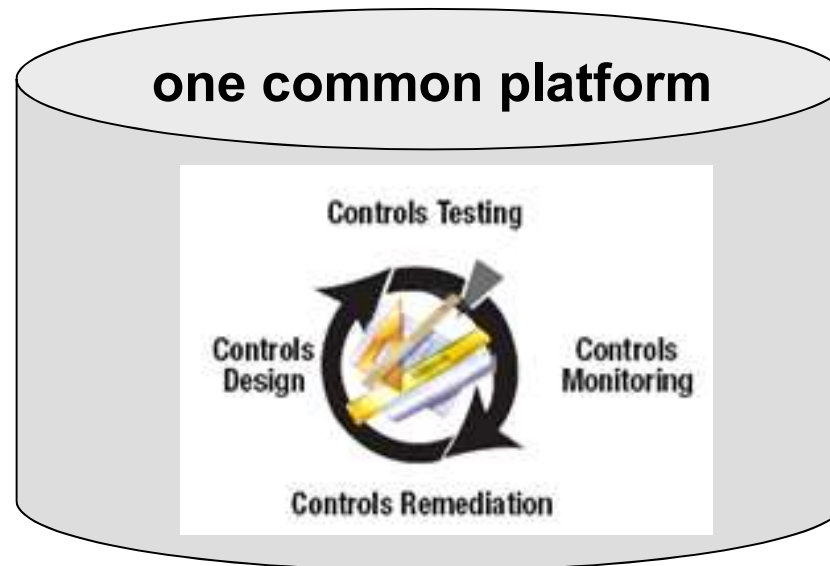 one common platform
Controls Testing
Controls
Design
Controls
Monitoring
Controls Remediation